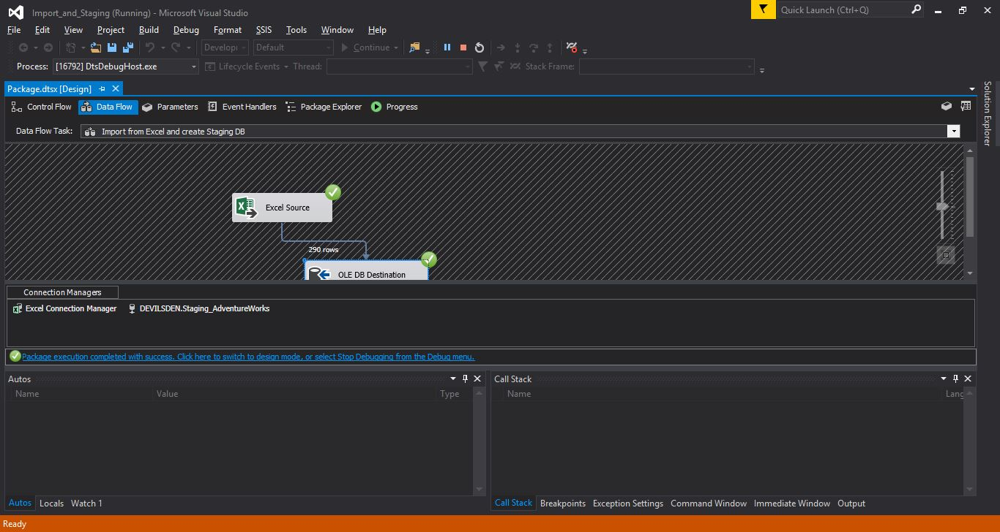 Import_and_Staging (Running) - Microsoft Visual Studio
Quick Launch (Ctrl+Q)
File Edit View Project Build Debug Format SSIS Tools Window Help
Default
Continue
Process: [16792] DtsDebugHost.exe
Lifecycle Events
Thread:
Stack Frame:
Package.dtsx [Design]
Solution Explorer
Control Flow
Data Flow
Parameters
Event Handlers
Package Explorer
Progress
Data Flow Task: Import from Excel and create Staging DB
Excel Source
290 rows
OLE DB Destination
Connection Managers
Excel Connection Manager
DEVILSDEN.Staging_AdventureWorks
Package execution completed with success. Click here to switch to design mode, or select Stop Debugging from the Debug menu.
Autos
Name Value Type
Call Stack
Name Lang
Autos Locals Watch 1
Call Stack Breakpoints Exception Settings Command Window Immediate Window Output
Ready